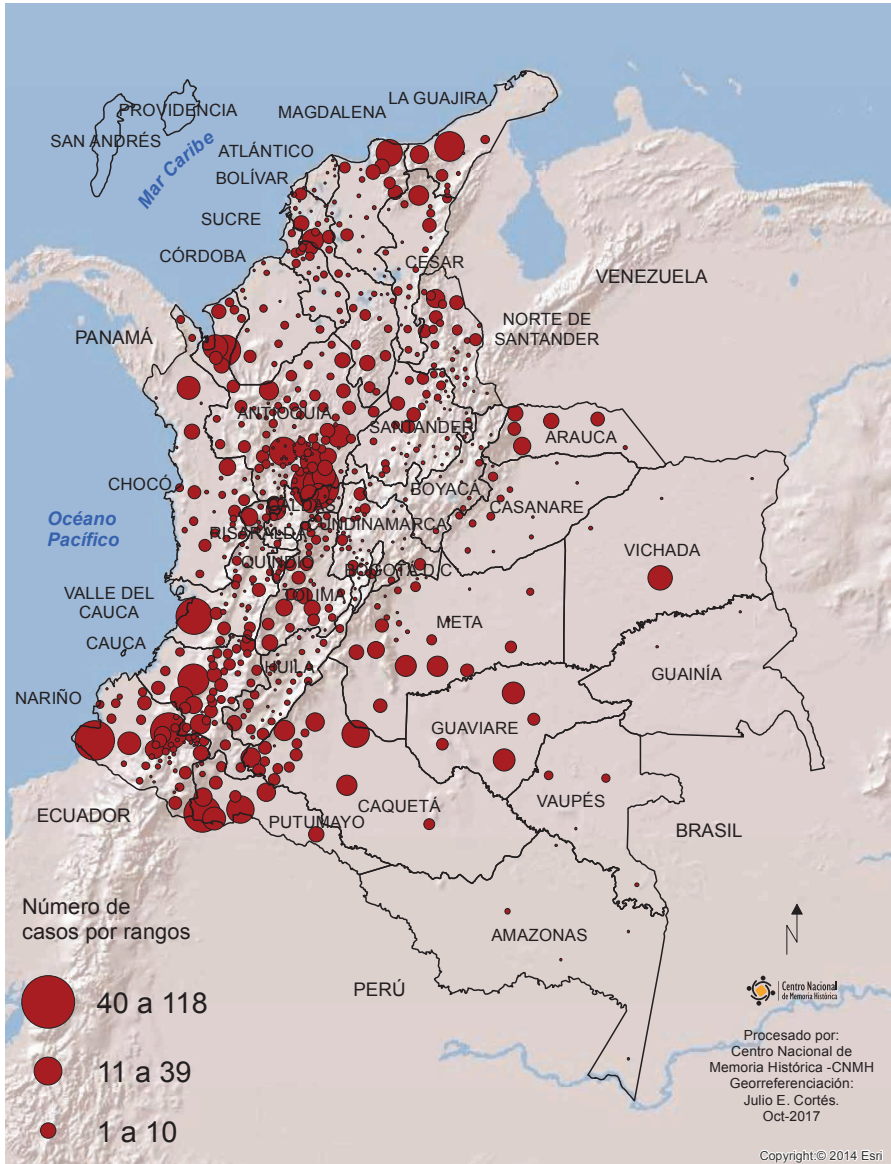 LA GUAJIRA
MAGDALENA
PROVIDENCIA
SAN ANDRÉS
Mar Caribe
ATLÁNTICO
BOLÍVAR
SUCRE
CÓRDOBA
CESAR
VENEZUELA
NORTE DE
SANTANDER
PANAMÁ
ANTIOQUIA
SANTANDER
ARAUCA
CHOCÓ
BOYACÁ
CASANARE
CALDAS
CUNDINAMARCA
Océano
Pacífico
RISARALDA
VICHADA
QUINDIO
BOGOTÁ D.C
VALLE DEL
CAUCA
TOLIMA
META
CAUCA
HUILA
GUAINÍA
NARIÑO
GUAVIARE
CAQUETÁ
VAUPÉS
ECUADOR
PUTUMAYO
BRASIL
Número de
casos por rangos
AMAZONAS
N
PERÚ
40 a 118
Centro Nacional
de Memoria Histórica
11 a 39
Procesado por:
Centro Nacional de
Memoria Histórica -CNMH
Georreferenciación:
Julio E. Cortés.
Oct-2017
1 a 10
Copyright:© 2014 Esri